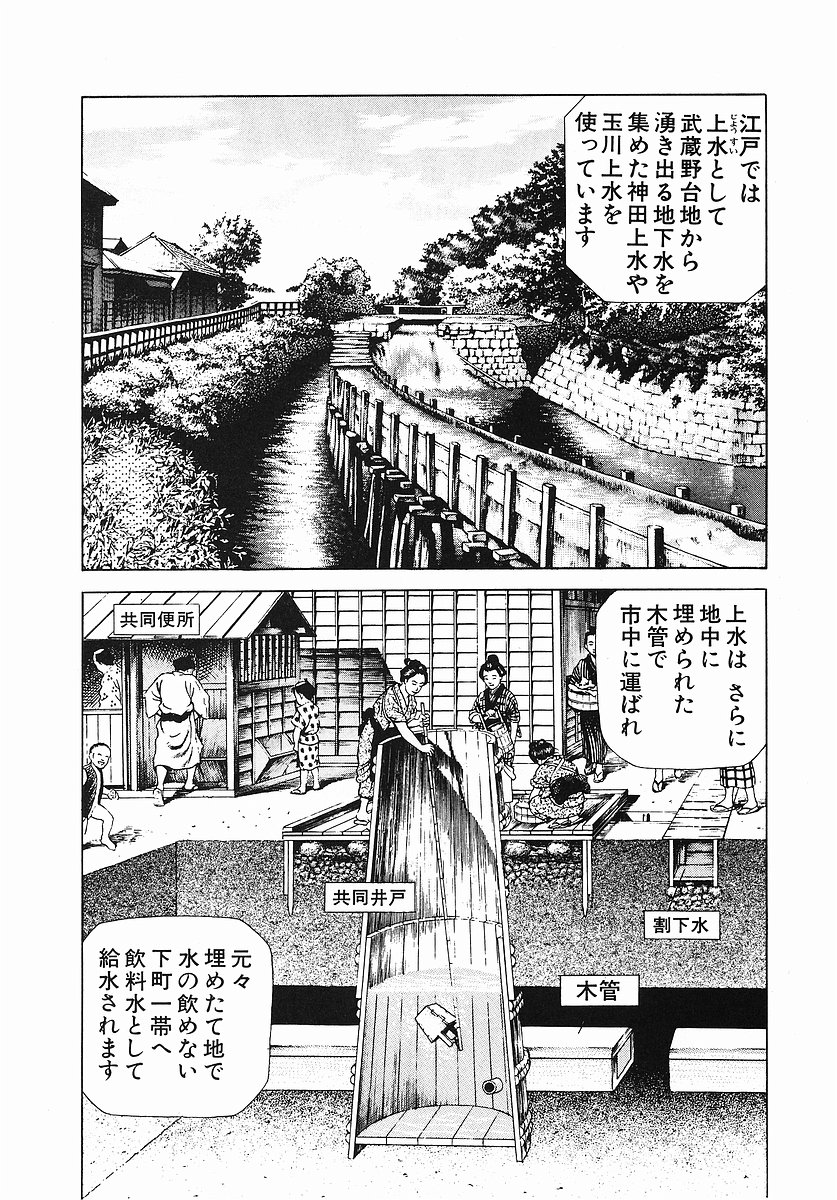 江戸では
上水として
武蔵野台地から
湧き出る地下水を
集めた神田上水や
玉川上水を
使っています
じょうすい
上水は さらに
地中に
埋められた
木管で
市中に運ばれ
共同便所
共同井戸
割下水
木管
元々
埋めたて地で
水の飲めない
下町一帯へ
飲料水として
給水されます